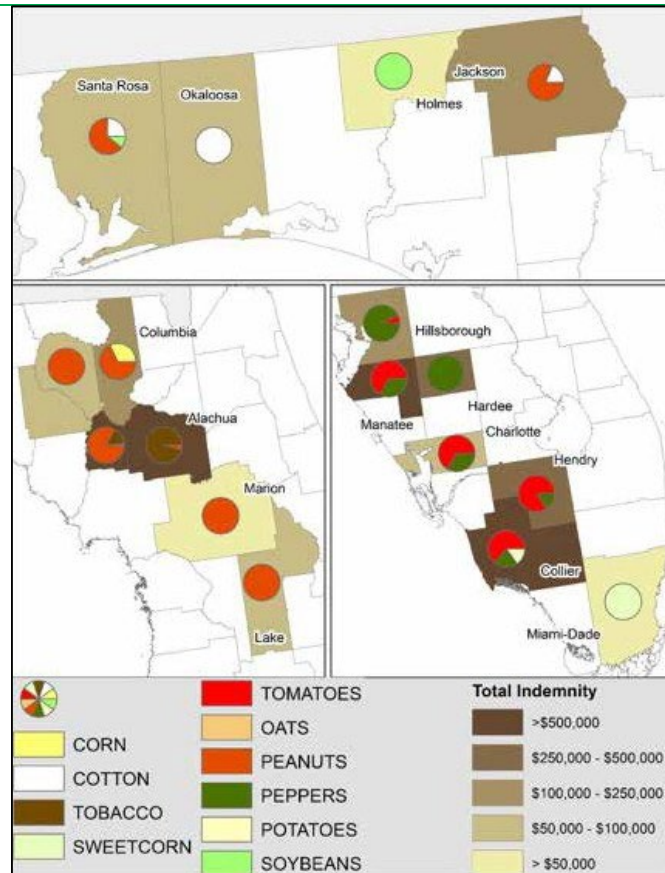 Santa Rosa
Okaloosa
Jackson
Holmes
Columbia
Alachua
Marion
Lake
Hillsborough
Manatee
Hardee
Charlotte
Hendry
Collier
Miami-Dade
CORN
COTTON
TOBACCO
SWEETCORN
TOMATOES
OATS
PEANUTS
PEPPERS
POTATOES
SOYBEANS
Total Indemnity
>$500,000
$250,000 - $500,000
$100,000 - $250,000
$50,000 - $100,000
> $50,000